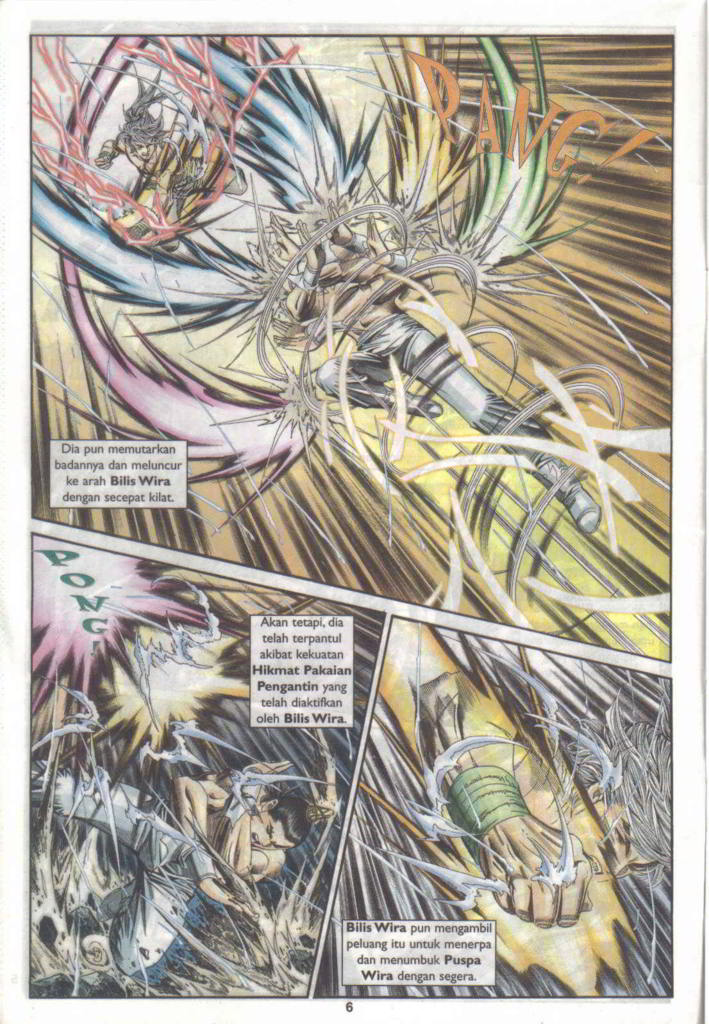 PANG!
Dia pun memutarkan
badannya dan meluncur
ke arah Bilis Wira
dengan secepat kilat.
PONG!
Akan tetapi, dia
telah terpantul
akibat kekuatan
Hikmat Pakaian
Pengantin yang
telah diaktifkan
oleh Bilis Wira.
Bilis Wira pun mengambil
peluang itu untuk menerpa
dan menumbuk Puspa
Wira dengan segera.
6